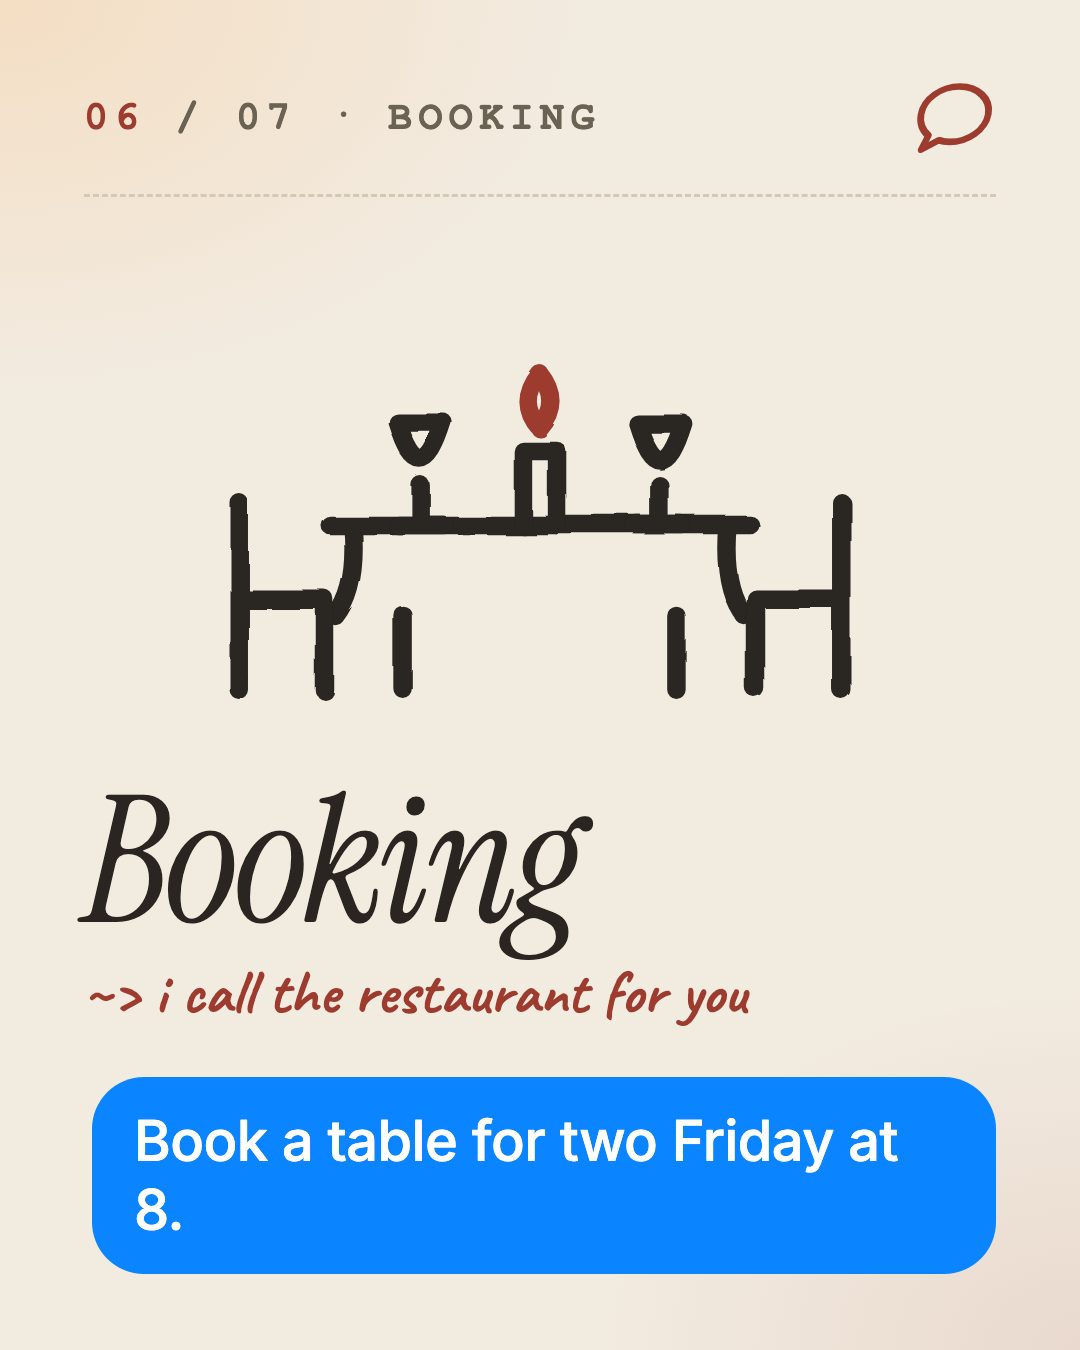 06 / 07 · BOOKING
Booking
~> i call the restaurant for you
Book a table for two Friday at
8.